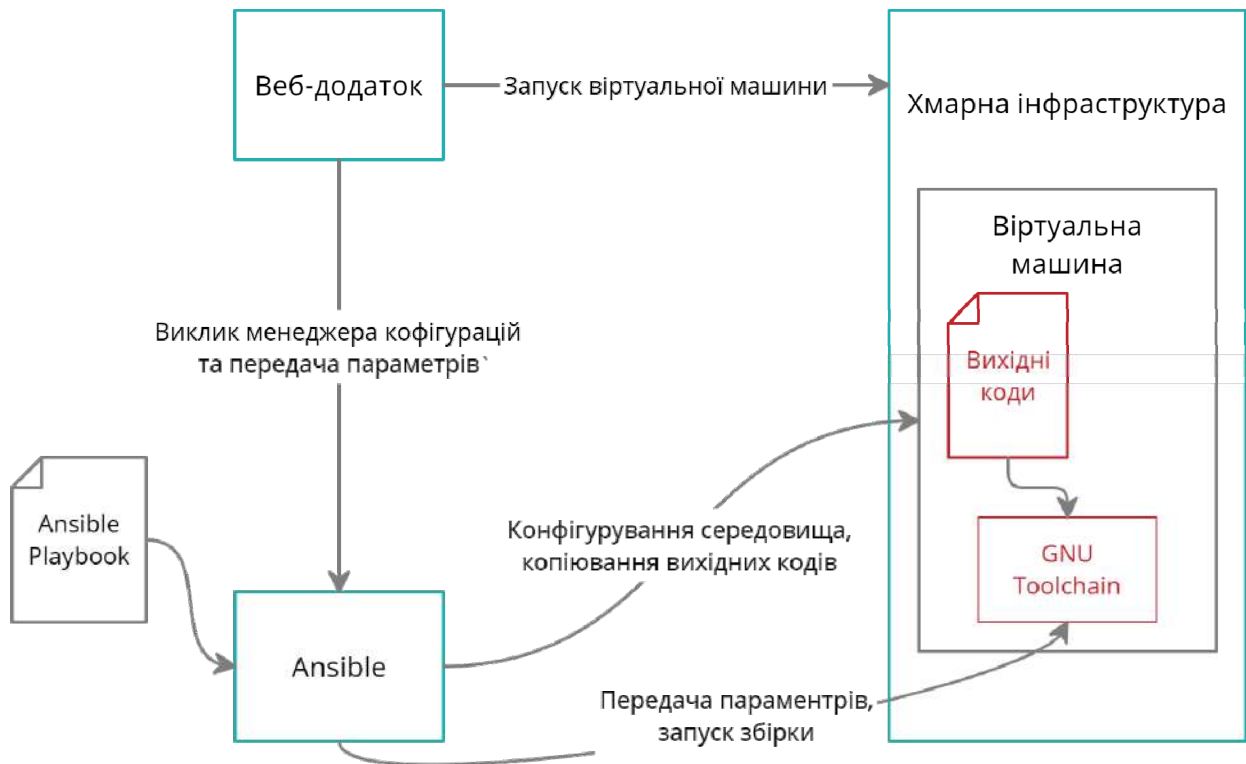 Веб-додаток
Запуск віртуальної машини
Хмарна інфраструктура
Віртуальна
машина
Вихідні
коди
Виклик менеджера кофігурацій
та передача параметрів`
Ansible
Playbook
Конфігурування середовища,
копіювання вихідних кодів
GNU
Toolchain
Ansible
Передача параментрів,
запуск збірки